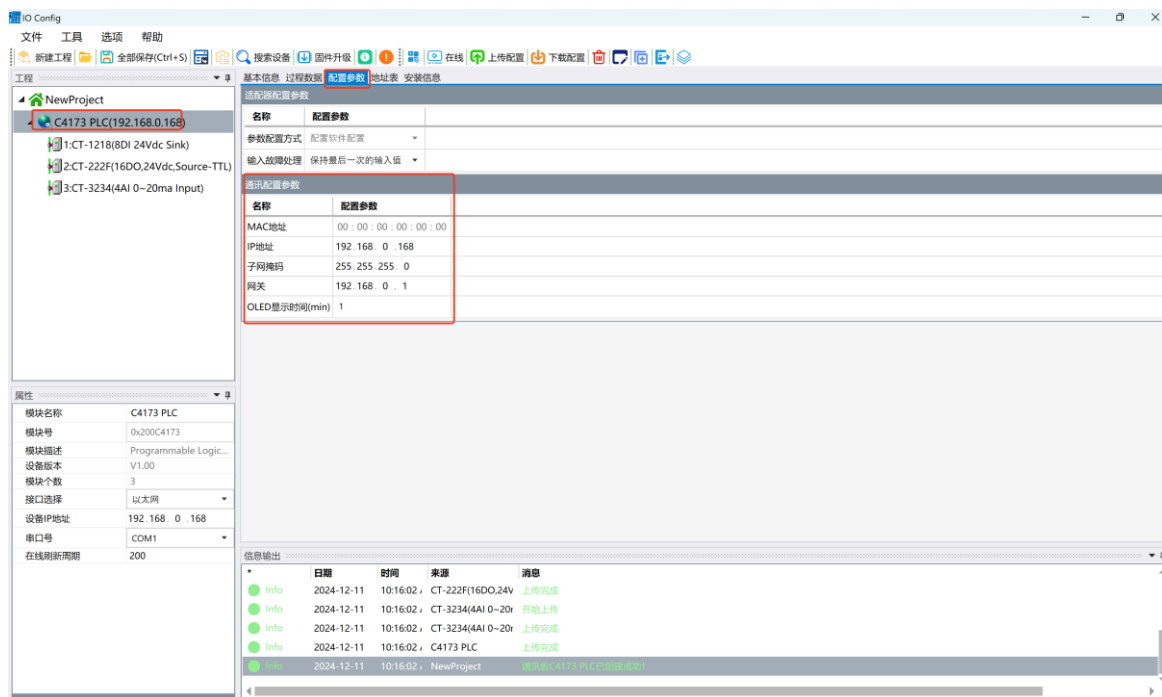 IO Config
文件 工具 选项 帮助
新建工程 全部保存(Ctrl+S) 搜索设备 固件升级 在线 上传配置 下载配置
工程
NewProject
C4173 PLC(192.168.0.168)
1:CT-1218(8DI 24Vdc Sink)
2:CT-222F(16DO,24Vdc,Source-TTL)
3:CT-3234(4AI 0~20ma Input)
基本信息 过程数据 配置参数 地址表 安装信息
适配器配置参数
名称 配置参数
参数配置方式 配置软件配置
输入故障处理 保持最后一次的输入值
通讯配置参数
名称 配置参数
MAC地址 00 : 00 : 00 : 00 : 00 : 00
IP地址 192.168. 0 .168
子网掩码 255.255.255. 0
网关 192.168. 0 . 1
OLED显示时间(min) 1
属性
模块名称 C4173 PLC
模块号 0x200C4173
模块描述 Programmable Logic...
设备版本 V1.00
模块个数 3
接口选择 以太网
设备IP地址 192.168. 0 .168
串口号 COM1
在线刷新周期 200
信息输出
* 日期 时间 来源 消息
Info 2024-12-11 10:16:02 CT-222F(16DO,24V 上传完成
Info 2024-12-11 10:16:02 CT-3234(4AI 0~20r 开始上传
Info 2024-12-11 10:16:02 CT-3234(4AI 0~20r 上传完成
Info 2024-12-11 10:16:02 C4173 PLC 上传完成
Info 2024-12-11 10:16:02 NewProject 通讯板C4173 PLC已创建成功!